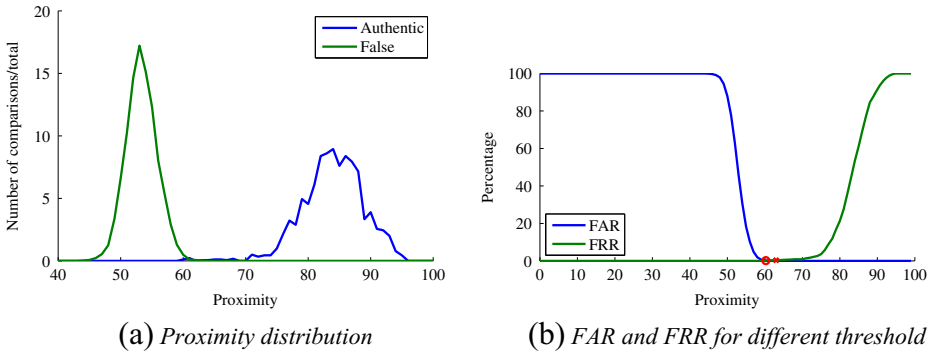 20
15
10
5
0
Number of comparisons/total
Authentic
False
40 50 60 70 80 90 100
Proximity
(a) Proximity distribution
100
80
60
40
20
0
Percentage
FAR
FRR
0 10 20 30 40 50 60 70 80 90 100
Proximity
(b) FAR and FRR for different threshold